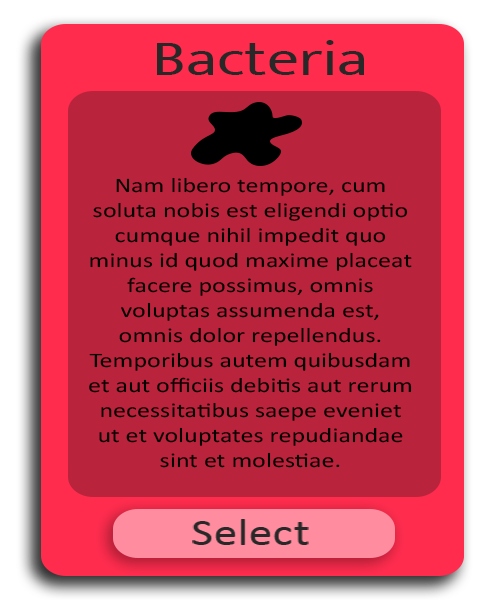 Bacteria
Nam libero tempore, cum
soluta nobis est eligendi optio
cumque nihil impedit quo
minus id quod maxime placeat
facere possimus, omnis
voluptas assumenda est,
omnis dolor repellendus.
Temporibus autem quibusdam
et aut officiis debitis aut rerum
necessitatibus saepe eveniet
ut et voluptates repudiandae
sint et molestiae.
Select